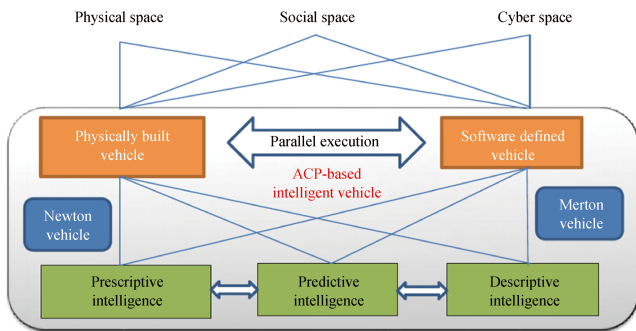 Physical space
Social space
Cyber space
Physically built
vehicle
Parallel execution
Software defined
vehicle
ACP-based
intelligent vehicle
Newton
vehicle
Merton
vehicle
Prescriptive
intelligence
Predictive
intelligence
Descriptive
intelligence